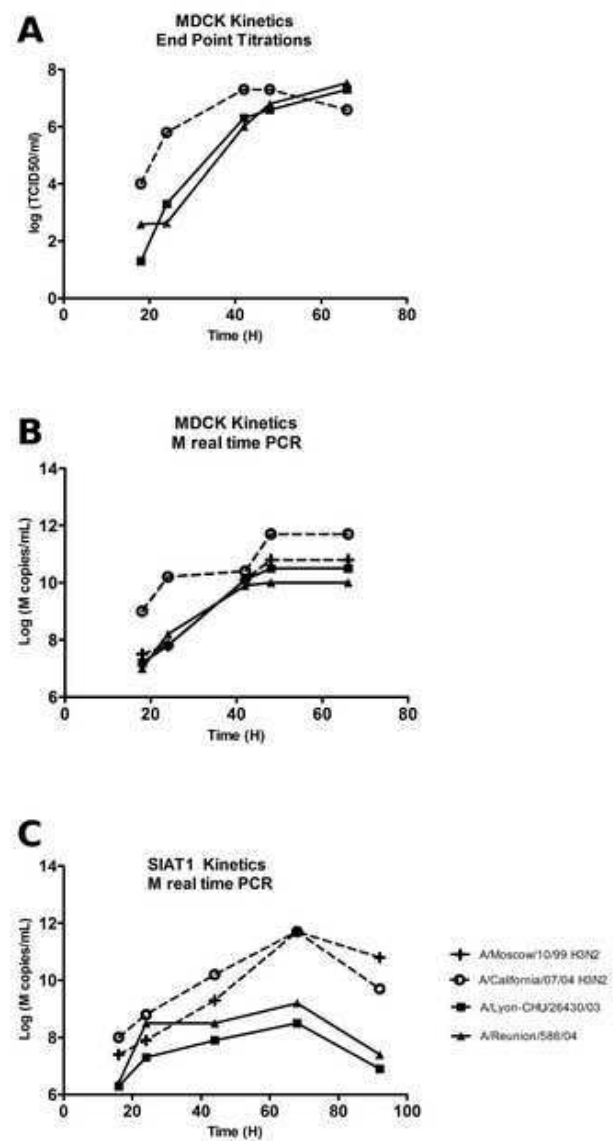 A
MDCK Kinetics
End Point Titrations
log (TCID50/ml)
8
6
4
2
0
0 20 40 60 80
Time (H)
B
MDCK Kinetics
M real time PCR
Log (M copies/mL)
14
12
10
8
6
0 20 40 60 80
Time (H)
C
SIAT1 Kinetics
M real time PCR
Log (M copies/mL)
14
12
10
8
6
0 20 40 60 80 100
Time (H)
A/Moscow/10/99 H3N2
A/California/07/04 H3N2
A/Lyon-CHU/26430/03
A/Reunion/586/04